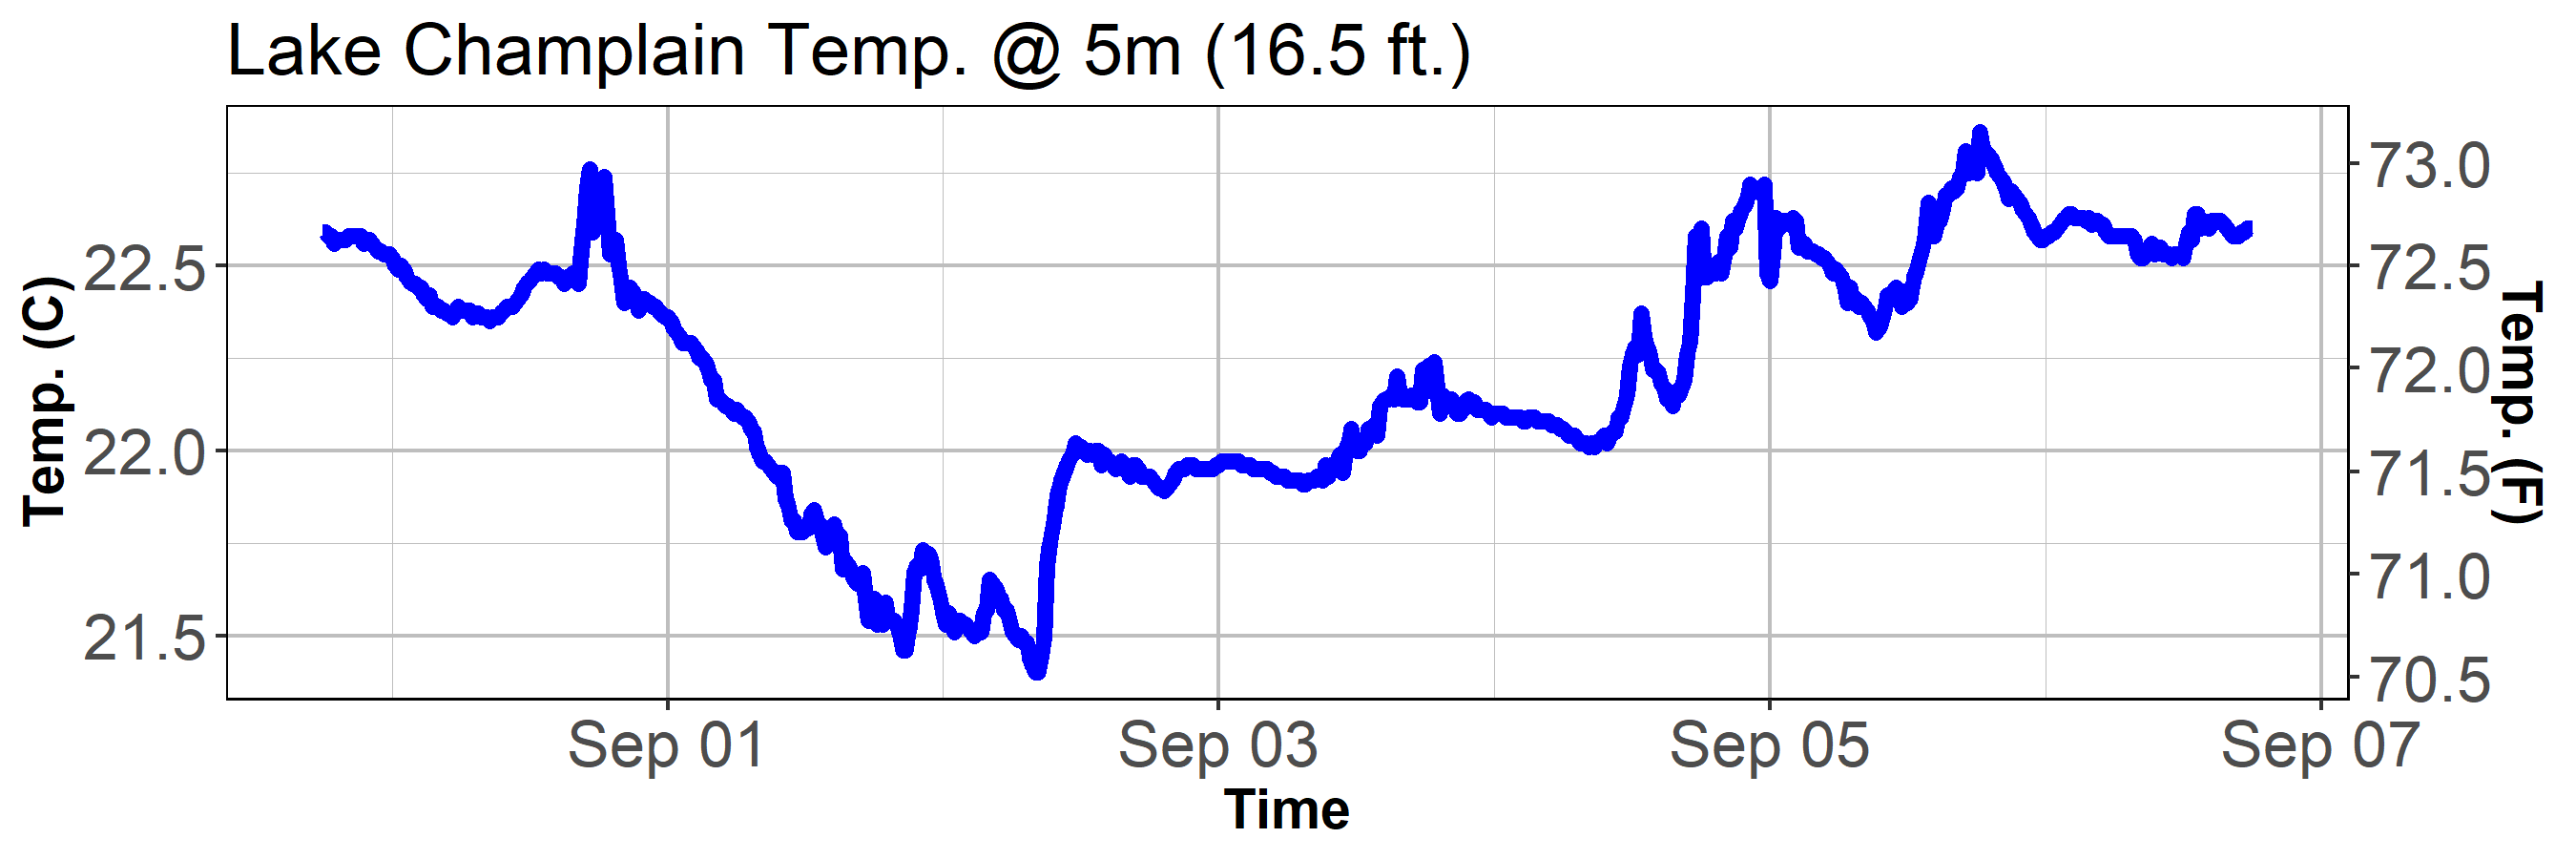 Lake Champlain Temp. @ 5m (16.5 ft.)
Temp. (C)
22.5
22.0
21.5
73.0
72.5
72.0
71.5
71.0
70.5
Temp. (F)
Sep 01
Sep 03
Sep 05
Sep 07
Time